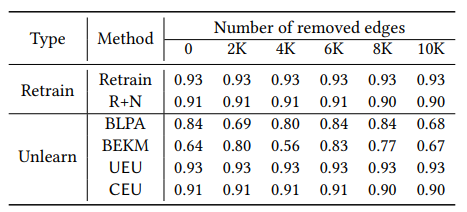 Type Method Number of removed edges
0 2K 4K 6K 8K 10K
Retrain Retrain 0.93 0.93 0.93 0.93 0.93 0.93
R+N 0.91 0.91 0.91 0.91 0.90 0.90
Unlearn BLPA 0.84 0.69 0.80 0.84 0.84 0.68
BEKM 0.64 0.80 0.56 0.83 0.77 0.67
UEU 0.93 0.93 0.93 0.93 0.93 0.93
CEU 0.91 0.91 0.91 0.91 0.90 0.90